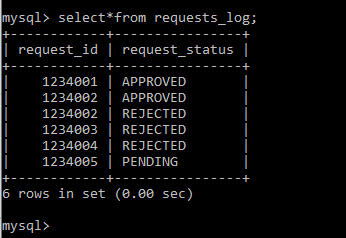 mysql> select*from requests_log;
+------------+----------------+
| request_id | request_status |
+------------+----------------+
|    1234001 | APPROVED       |
|    1234002 | APPROVED       |
|    1234002 | REJECTED       |
|    1234003 | REJECTED       |
|    1234004 | REJECTED       |
|    1234005 | PENDING        |
+------------+----------------+
6 rows in set (0.00 sec)
mysql>